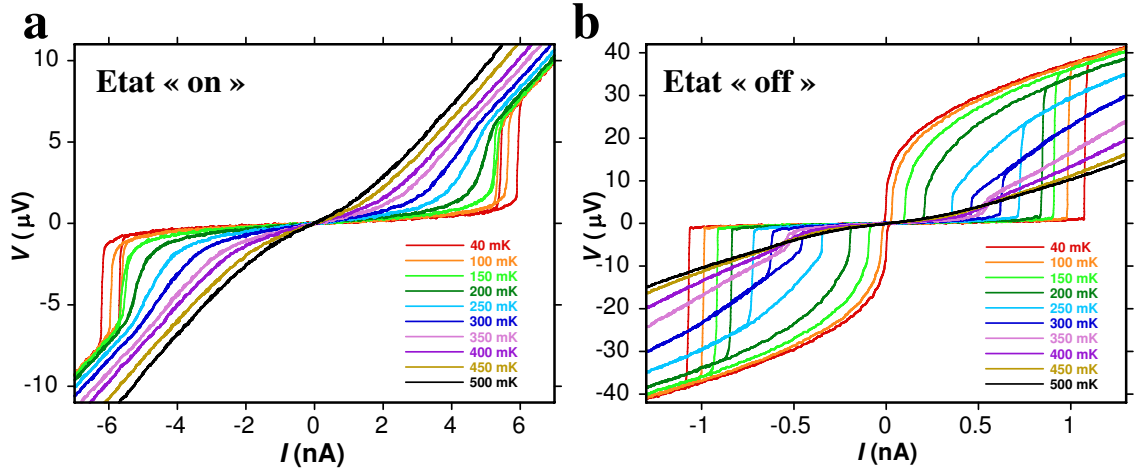 a
Etat « on »
10
5
0
-5
-10
V (µV)
-6
-4
-2
0
2
4
6
I (nA)
40 mK
100 mK
150 mK
200 mK
250 mK
300 mK
350 mK
400 mK
450 mK
500 mK
b
Etat « off »
40
30
20
10
0
-10
-20
-30
-40
V (µV)
-1
-0.5
0
0.5
1
I (nA)
40 mK
100 mK
150 mK
200 mK
250 mK
300 mK
350 mK
400 mK
450 mK
500 mK